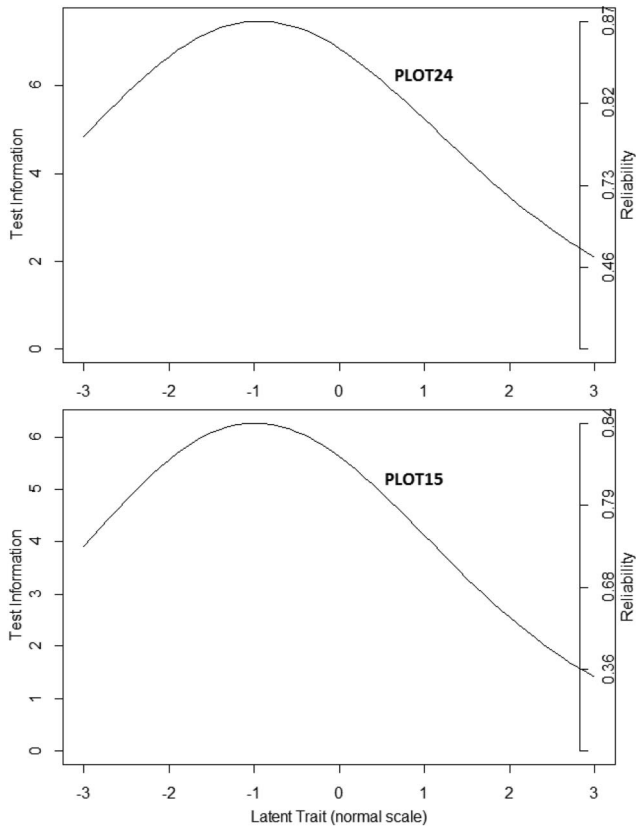 PLOT24
Test Information
6
4
2
0
0.87
0.82
0.73
0.46
Reliability
-3 -2 -1 0 1 2 3
PLOT15
Test Information
6
5
4
3
2
1
0
0.84
0.79
0.68
0.36
Reliability
-3 -2 -1 0 1 2 3
Latent Trait (normal scale)